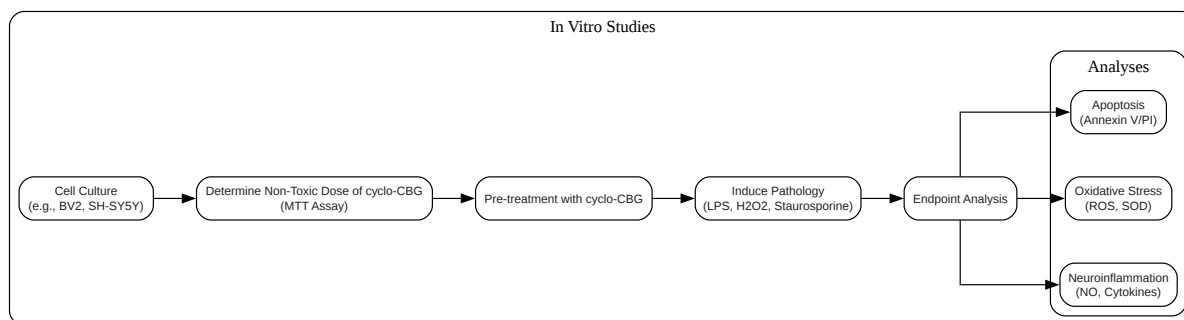 In Vitro Studies
Analyses
Apoptosis
(Annexin V/PI)
Cell Culture
(e.g., BV2, SH-SY5Y)
Determine Non-Toxic Dose of cyclo-CBG
(MTT Assay)
Pre-treatment with cyclo-CBG
Induce Pathology
(LPS, H2O2, Staurosporine)
Endpoint Analysis
Oxidative Stress
(ROS, SOD)
Neuroinflammation
(NO, Cytokines)